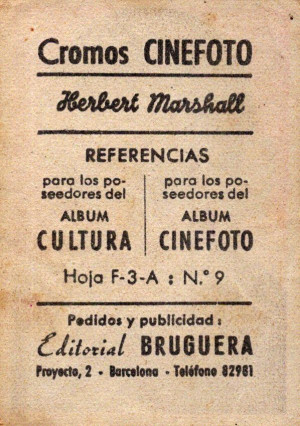 Cromos CINEFOTO
Herbert Marshall
REFERENCIAS
para los po-
seedores del
ALBUM
CULTURA
para los po-
seedores del
ALBUM
CINEFOTO
Hoja F-3-A : N.º 9
Pedidos y publicidad :
Editorial BRUGUERA
Proyecto, 2 - Barcelona - Teléfono 82981